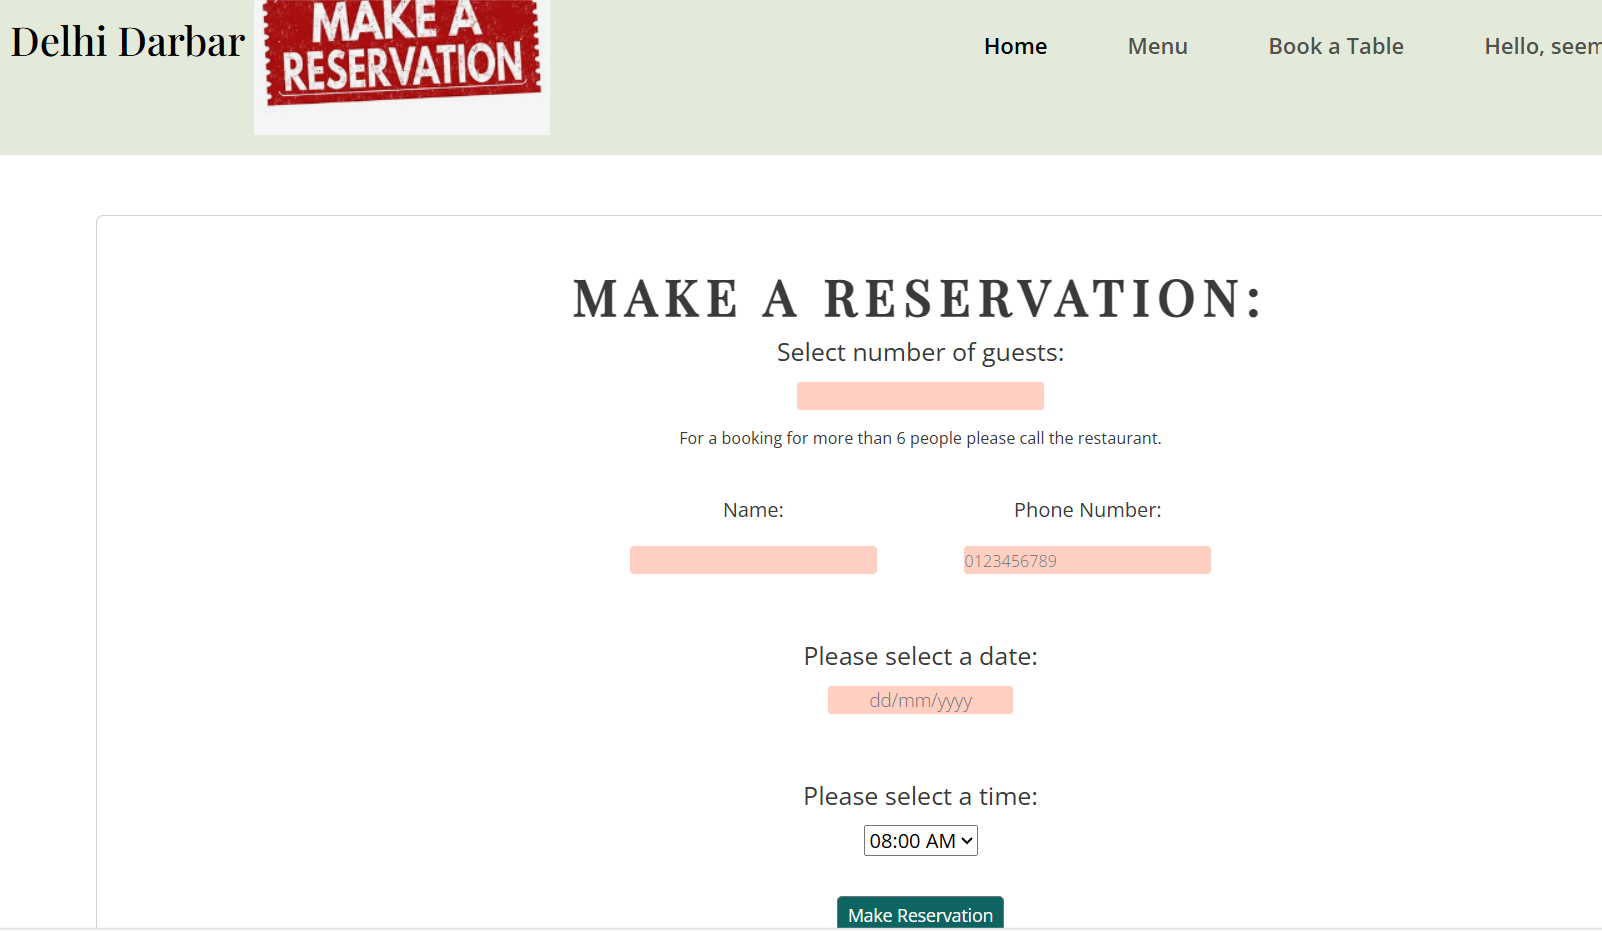 Delhi Darbar
MAKE A
RESERVATION
Home Menu Book a Table Hello, seem
MAKE A RESERVATION:
Select number of guests:
For a booking for more than 6 people please call the restaurant.
Name: Phone Number:
0123456789
Please select a date:
dd/mm/yyyy
Please select a time:
08:00 AM
Make Reservation